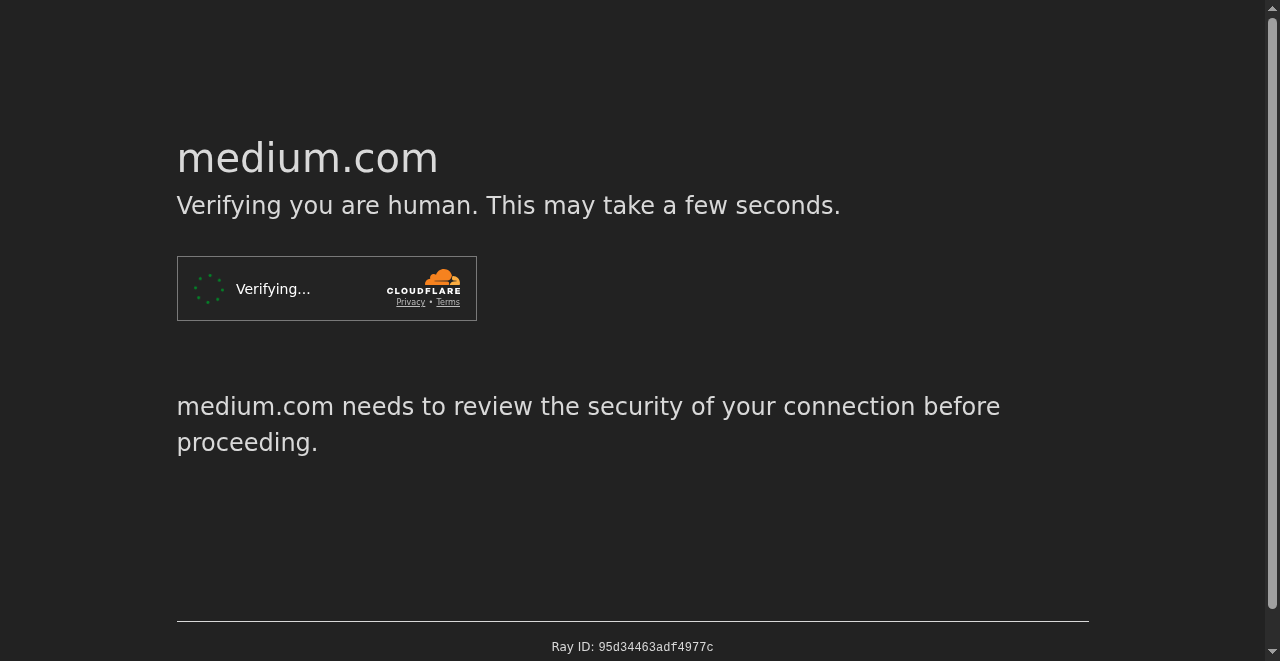 medium.com
Verifying you are human. This may take a few seconds.
Verifying...
CLOUDFLARE
Privacy • Terms
medium.com needs to review the security of your connection before
proceeding.
Ray ID: 95d34463adf4977c